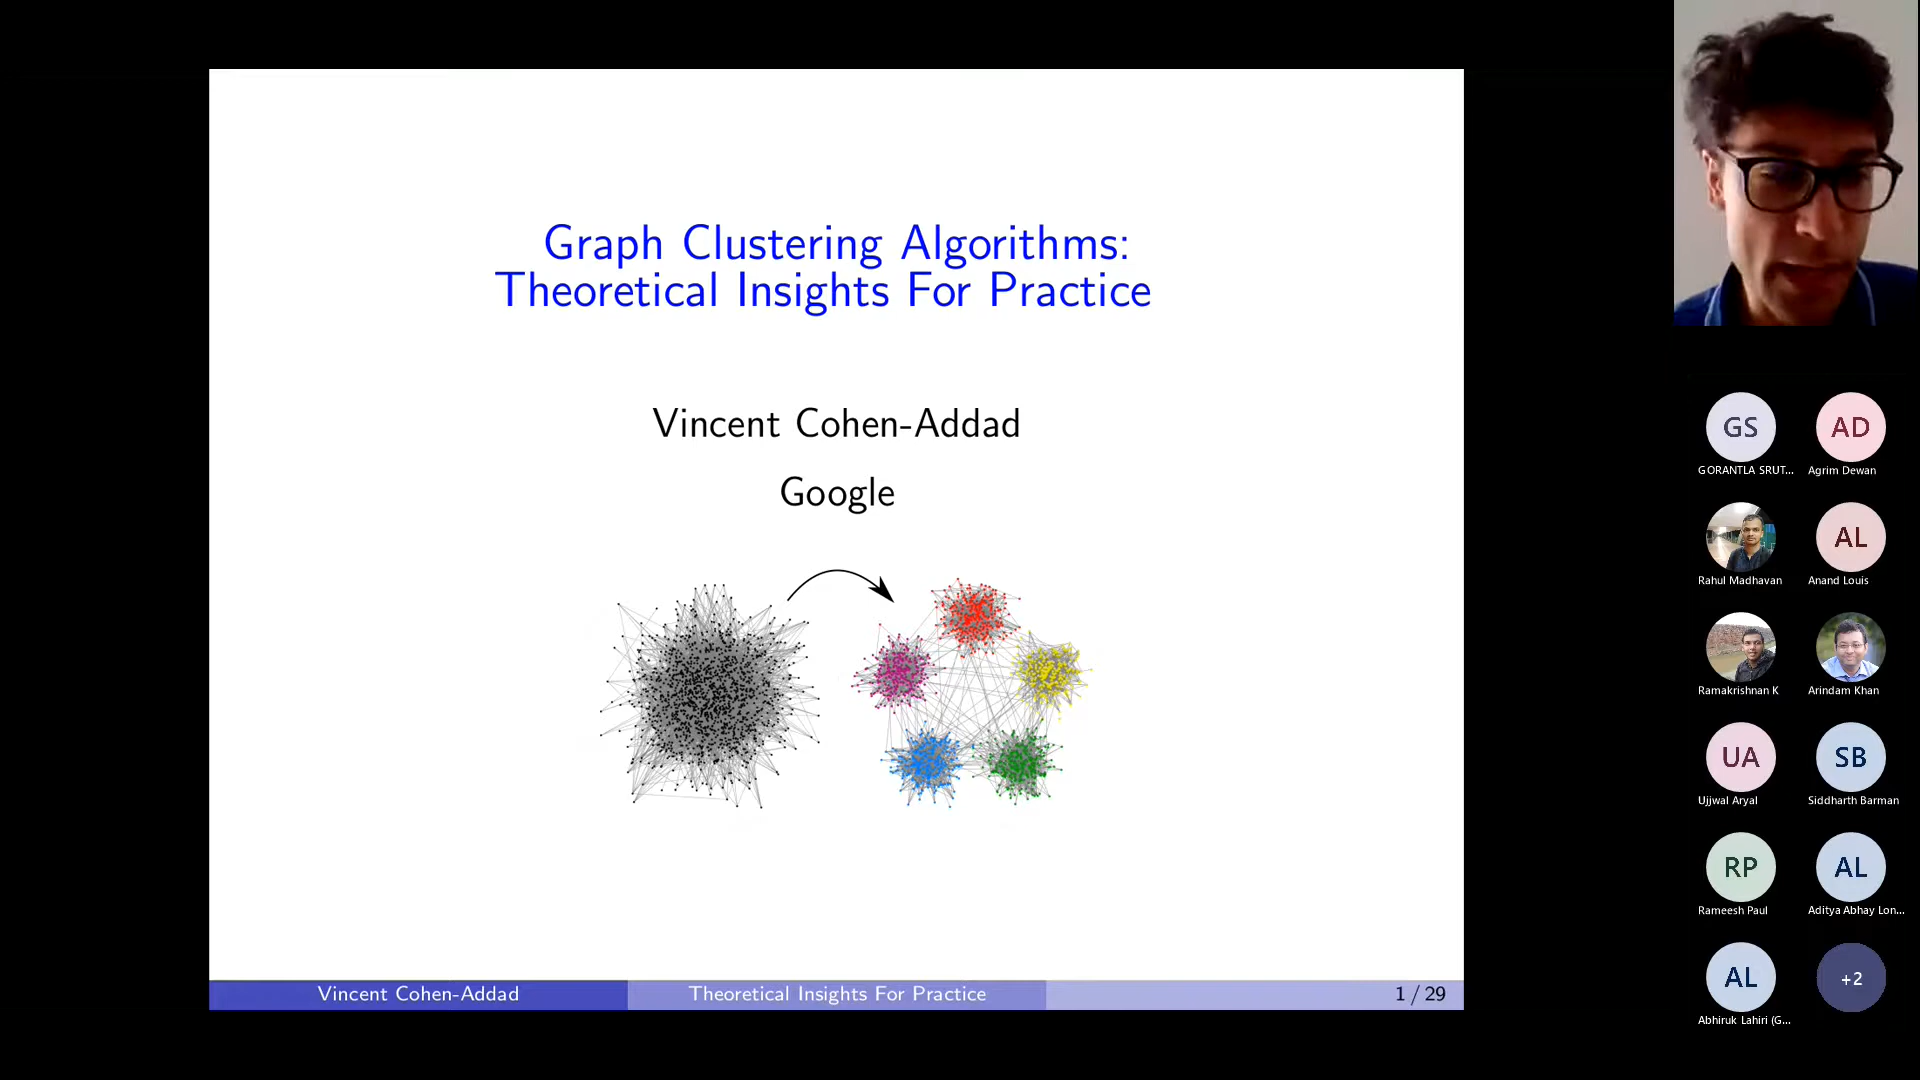 Graph Clustering Algorithms:
Theoretical Insights For Practice
Vincent Cohen-Addad
Google
Vincent Cohen-Addad
Theoretical Insights For Practice
1 / 29
GS
GORANTLA SRUT...
AD
Agrim Dewan
Rahul Madhavan
AL
Anand Louis
Ramakrishnan K
Arindam Khan
UA
Ujjwal Aryal
SB
Siddharth Barman
RP
Rameesh Paul
AL
Aditya Abhay Lon...
AL
Abhiruk Lahiri (G...
+2